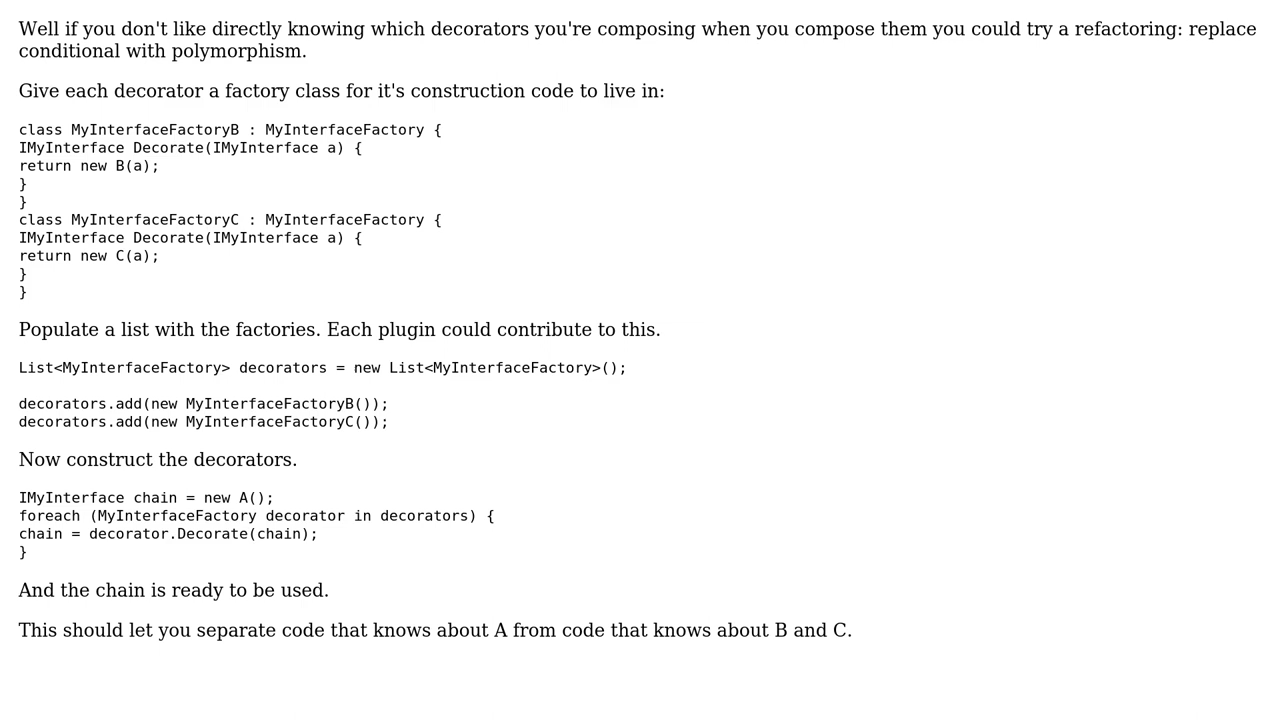 Well if you don't like directly knowing which decorators you're composing when you compose them you could try a refactoring: replace
conditional with polymorphism.
Give each decorator a factory class for it's construction code to live in:
class MyInterfaceFactoryB : MyInterfaceFactory {
IMyInterface Decorate(IMyInterface a) {
return new B(a);
}
}
class MyInterfaceFactoryC : MyInterfaceFactory {
IMyInterface Decorate(IMyInterface a) {
return new C(a);
}
}
Populate a list with the factories. Each plugin could contribute to this.
List<MyInterfaceFactory> decorators = new List<MyInterfaceFactory>();
decorators.add(new MyInterfaceFactoryB());
decorators.add(new MyInterfaceFactoryC());
Now construct the decorators.
IMyInterface chain = new A();
foreach (MyInterfaceFactory decorator in decorators) {
chain = decorator.Decorate(chain);
}
And the chain is ready to be used.
This should let you separate code that knows about A from code that knows about B and C.